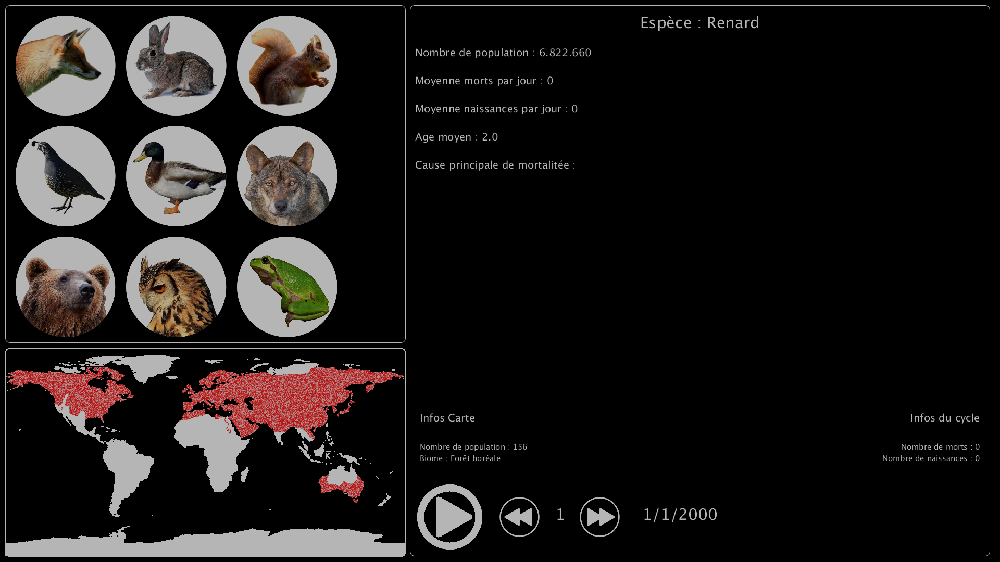 Espèce : Renard
Nombre de population : 6.822.660
Moyenne morts par jour : 0
Moyenne naissances par jour : 0
Age moyen : 2.0
Cause principale de mortalitée :
Infos Carte
Nombre de population : 156
Biome : Forêt boréale
Infos du cycle
Nombre de morts : 0
Nombre de naissances : 0
1
1/1/2000